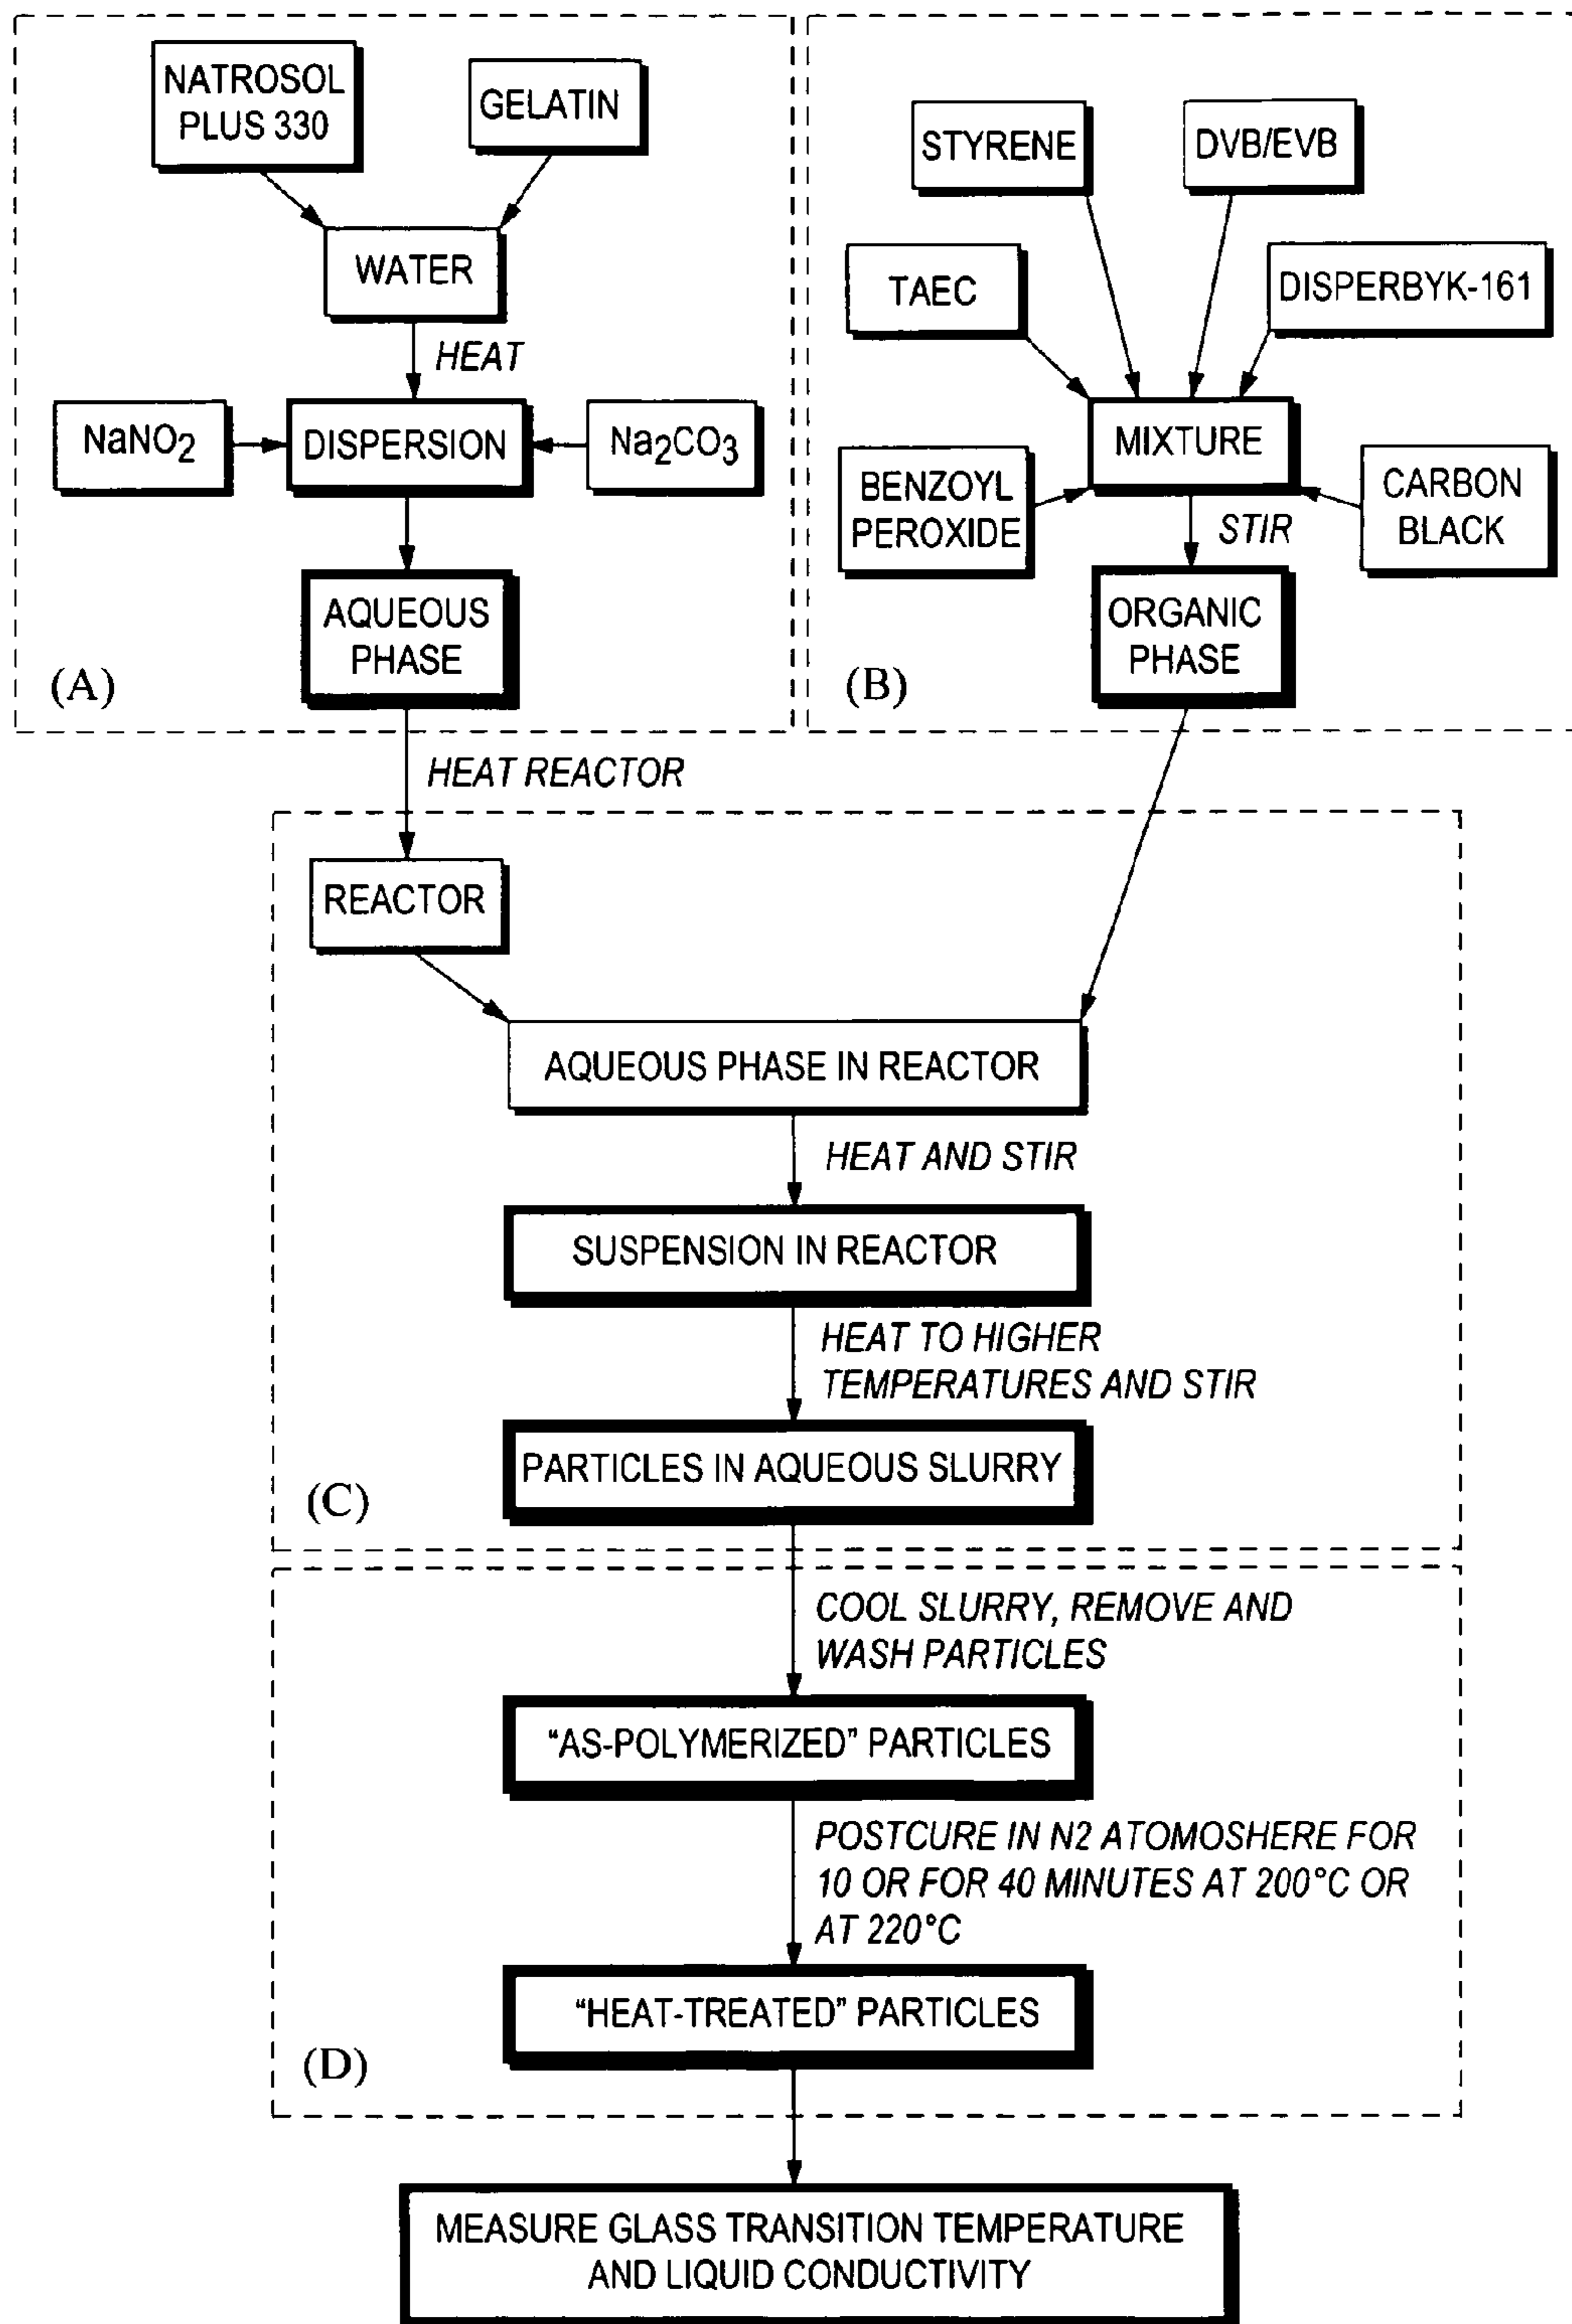 NATROSOL
PLUS 330
GELATIN
WATER
HEAT
NaNO2
DISPERSION
Na2CO3
AQUEOUS
PHASE
(A)
STYRENE
DVB/EVB
TAEC
DISPERBYK-161
MIXTURE
BENZOYL
PEROXIDE
CARBON
BLACK
STIR
ORGANIC
PHASE
(B)
HEAT REACTOR
REACTOR
AQUEOUS PHASE IN REACTOR
HEAT AND STIR
SUSPENSION IN REACTOR
HEAT TO HIGHER
TEMPERATURES AND STIR
PARTICLES IN AQUEOUS SLURRY
(C)
COOL SLURRY, REMOVE AND
WASH PARTICLES
“AS-POLYMERIZED” PARTICLES
POSTCURE IN N2 ATOMOSHERE FOR
10 OR FOR 40 MINUTES AT 200°C OR
AT 220°C
“HEAT-TREATED” PARTICLES
(D)
MEASURE GLASS TRANSITION TEMPERATURE
AND LIQUID CONDUCTIVITY